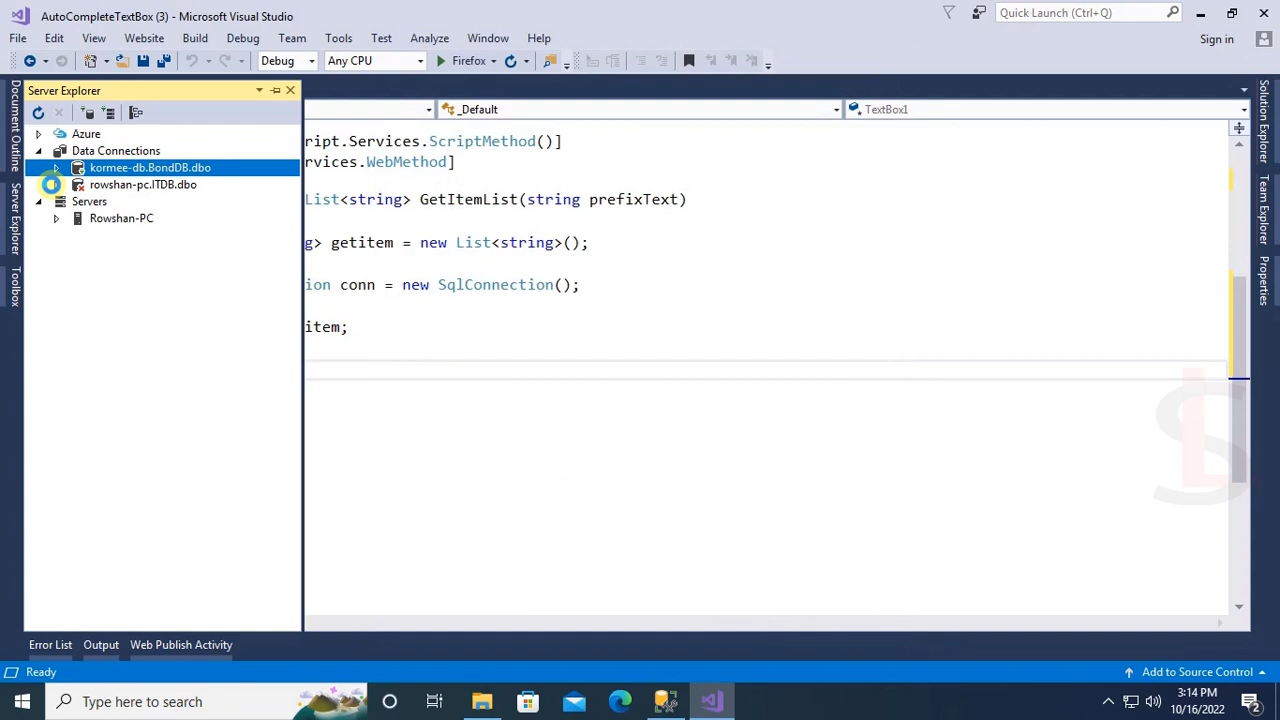 AutoCompleteTextBox (3) - Microsoft Visual Studio
Quick Launch (Ctrl+Q)
File Edit View Website Build Debug Team Tools Test Analyze Window Help
Sign in
Debug Any CPU Firefox
Server Explorer
_Default TextBox1
Azure
Data Connections
kormee-db.BondDB.dbo
rowshan-pc.ITDB.dbo
Servers
Rowshan-PC
ript.Services.ScriptMethod()]
rvices.WebMethod]
List<string> GetItemList(string prefixText)
g> getitem = new List<string>();
ion conn = new SqlConnection();
item;
Document Outline
Server Explorer
Toolbox
Solution Explorer
Team Explorer
Properties
SL
Error List Output Web Publish Activity
Ready
Add to Source Control
Type here to search
3:14 PM
10/16/2022
2